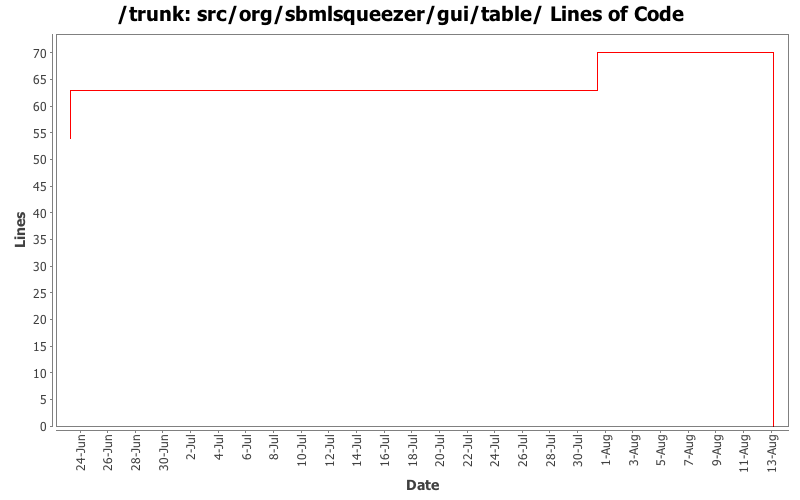 /trunk: src/org/sbmlsqueezer/gui/table/ Lines of Code
Lines
70
65
60
55
50
45
40
35
30
25
20
15
10
5
0
24-Jun
26-Jun
28-Jun
30-Jun
2-Jul
4-Jul
6-Jul
8-Jul
10-Jul
12-Jul
14-Jul
16-Jul
18-Jul
20-Jul
22-Jul
24-Jul
26-Jul
28-Jul
30-Jul
1-Aug
3-Aug
5-Aug
7-Aug
9-Aug
11-Aug
13-Aug
Date